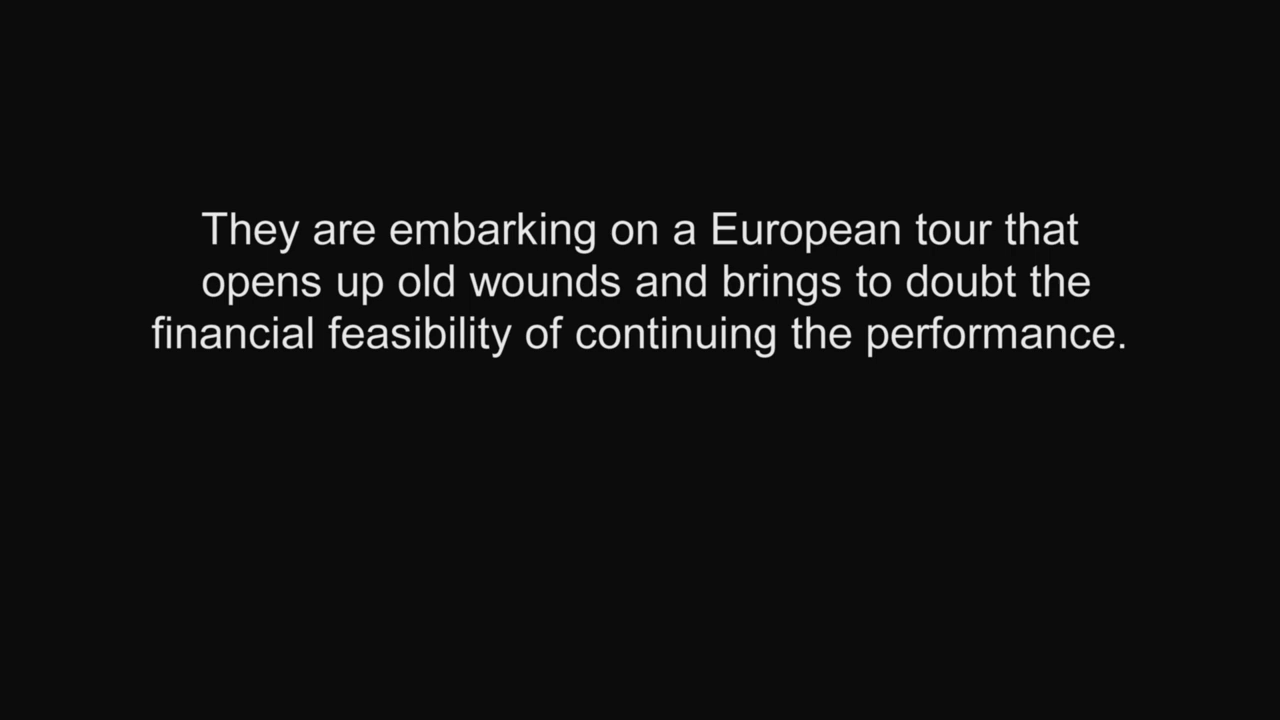 They are embarking on a European tour that
opens up old wounds and brings to doubt the
financial feasibility of continuing the performance.